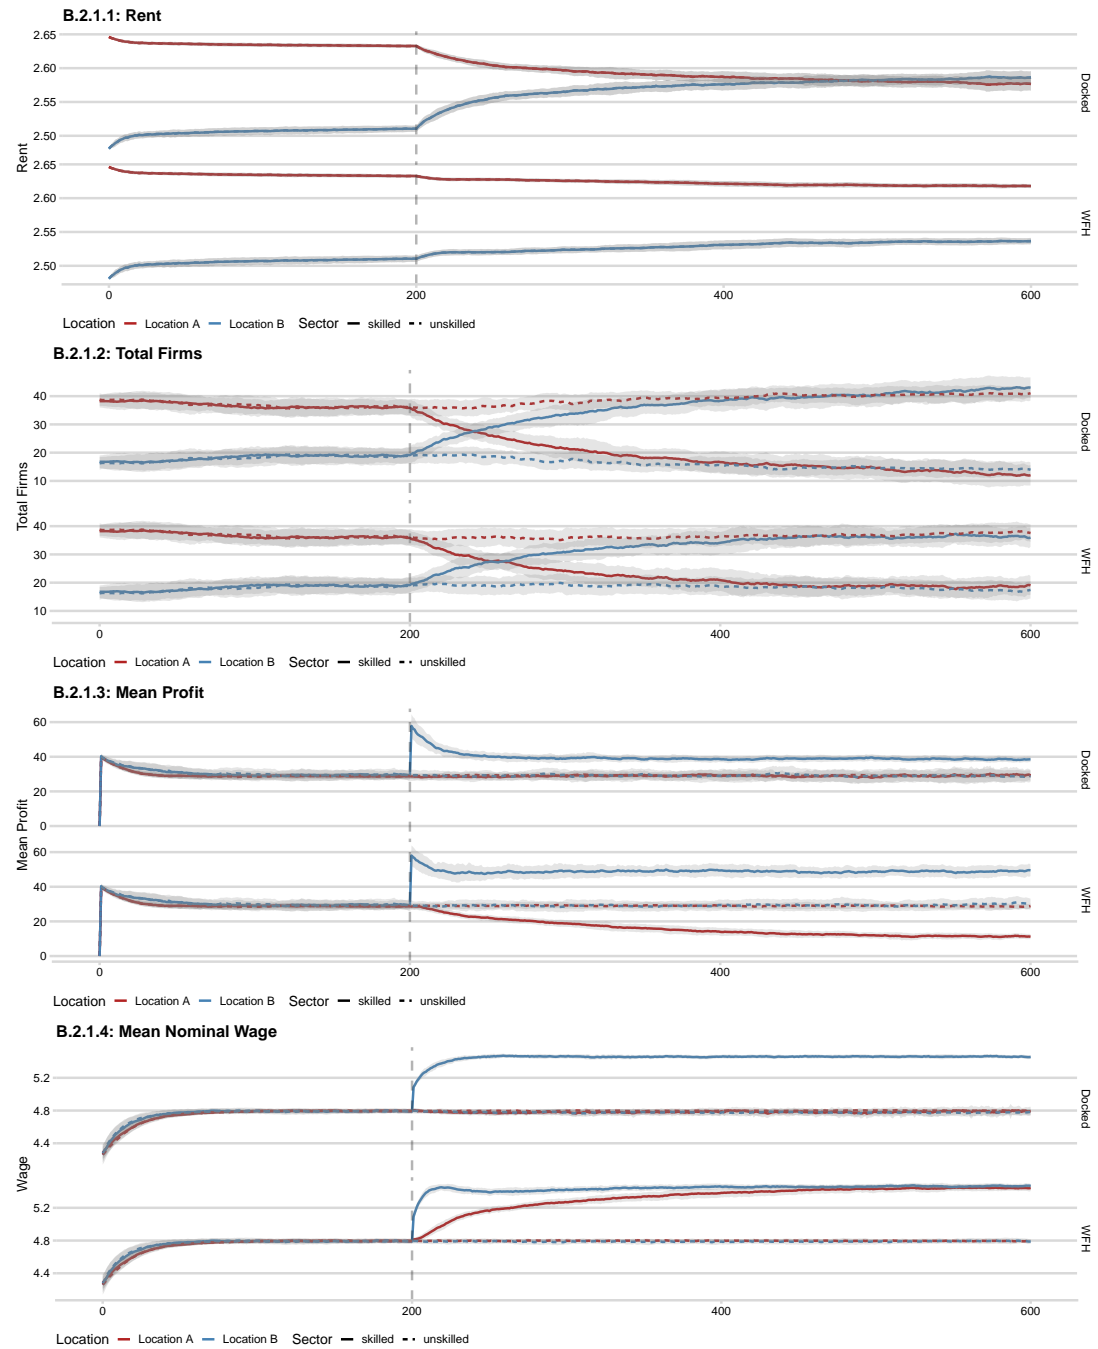 B.2.1.1: Rent
2.65
2.60
2.55
2.50
Docked
Rent
2.65
2.60
2.55
2.50
WFH
0 200 400 600
Location Location A Location B Sector skilled unskilled
B.2.1.2: Total Firms
40
30
20
10
Docked
Total Firms
40
30
20
10
WFH
0 200 400 600
Location Location A Location B Sector skilled unskilled
B.2.1.3: Mean Profit
60
40
20
0
Docked
Mean Profit
60
40
20
0
WFH
0 200 400 600
Location Location A Location B Sector skilled unskilled
B.2.1.4: Mean Nominal Wage
5.2
4.8
4.4
Docked
Wage
5.2
4.8
4.4
WFH
0 200 400 600
Location Location A Location B Sector skilled unskilled